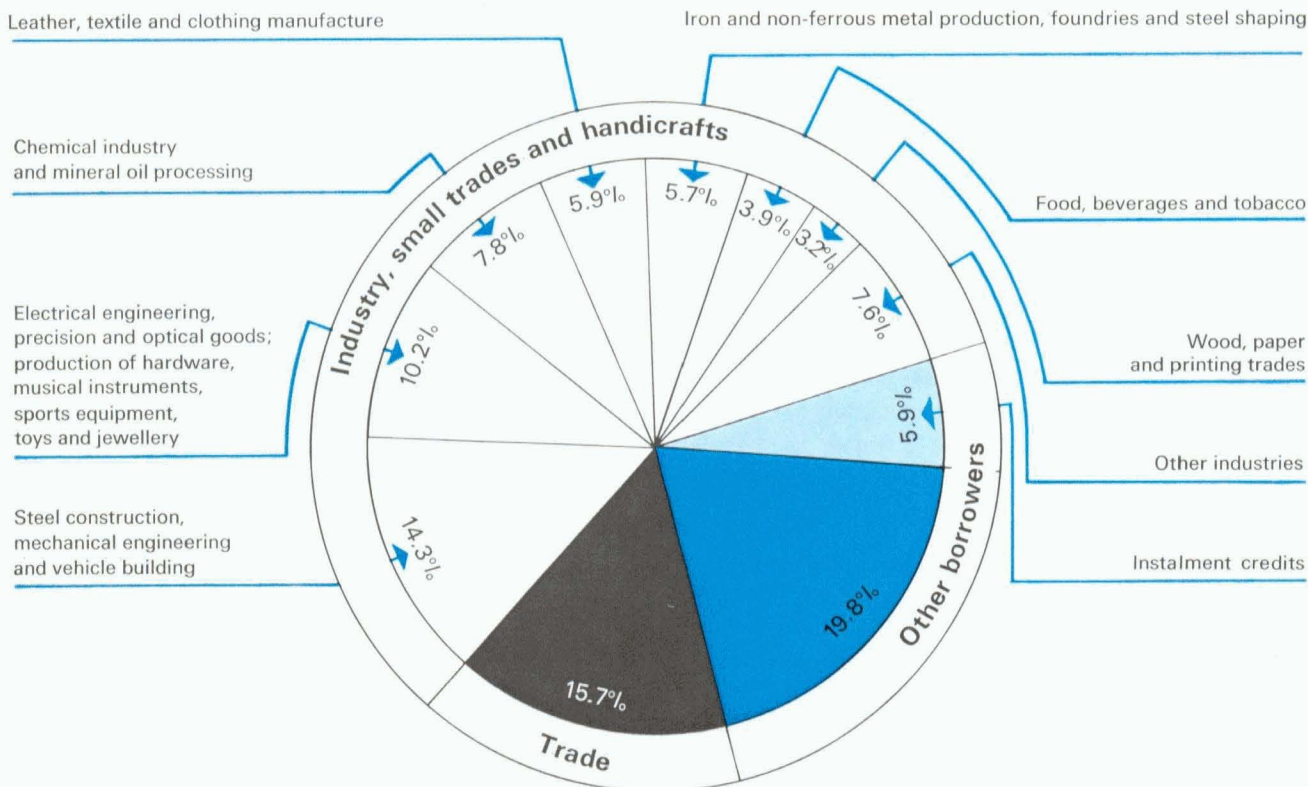 Leather, textile and clothing manufacture
Iron and non-ferrous metal production, foundries and steel shaping
Chemical industry
and mineral oil processing
Food, beverages and tobacco
Electrical engineering,
precision and optical goods;
production of hardware,
musical instruments,
sports equipment,
toys and jewellery
Wood, paper
and printing trades
Other industries
Steel construction,
mechanical engineering
and vehicle building
Instalment credits
Industry, small trades and handicrafts
14.3%
10.2%
7.8%
5.9%
5.7%
3.9%
3.2%
7.6%
5.9%
19.8%
Other borrowers
15.7%
Trade